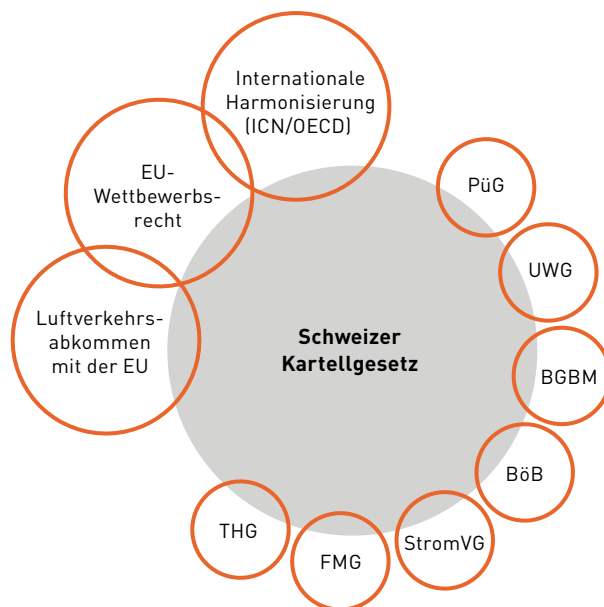 Internationale
Harmonisierung
(ICN/OECD)
EU-
Wettbewerbs-
recht
PüG
UWG
Luftverkehrs-
abkommen
mit der EU
Schweizer
Kartellgesetz
BGBM
BöB
THG
FMG
StromVG